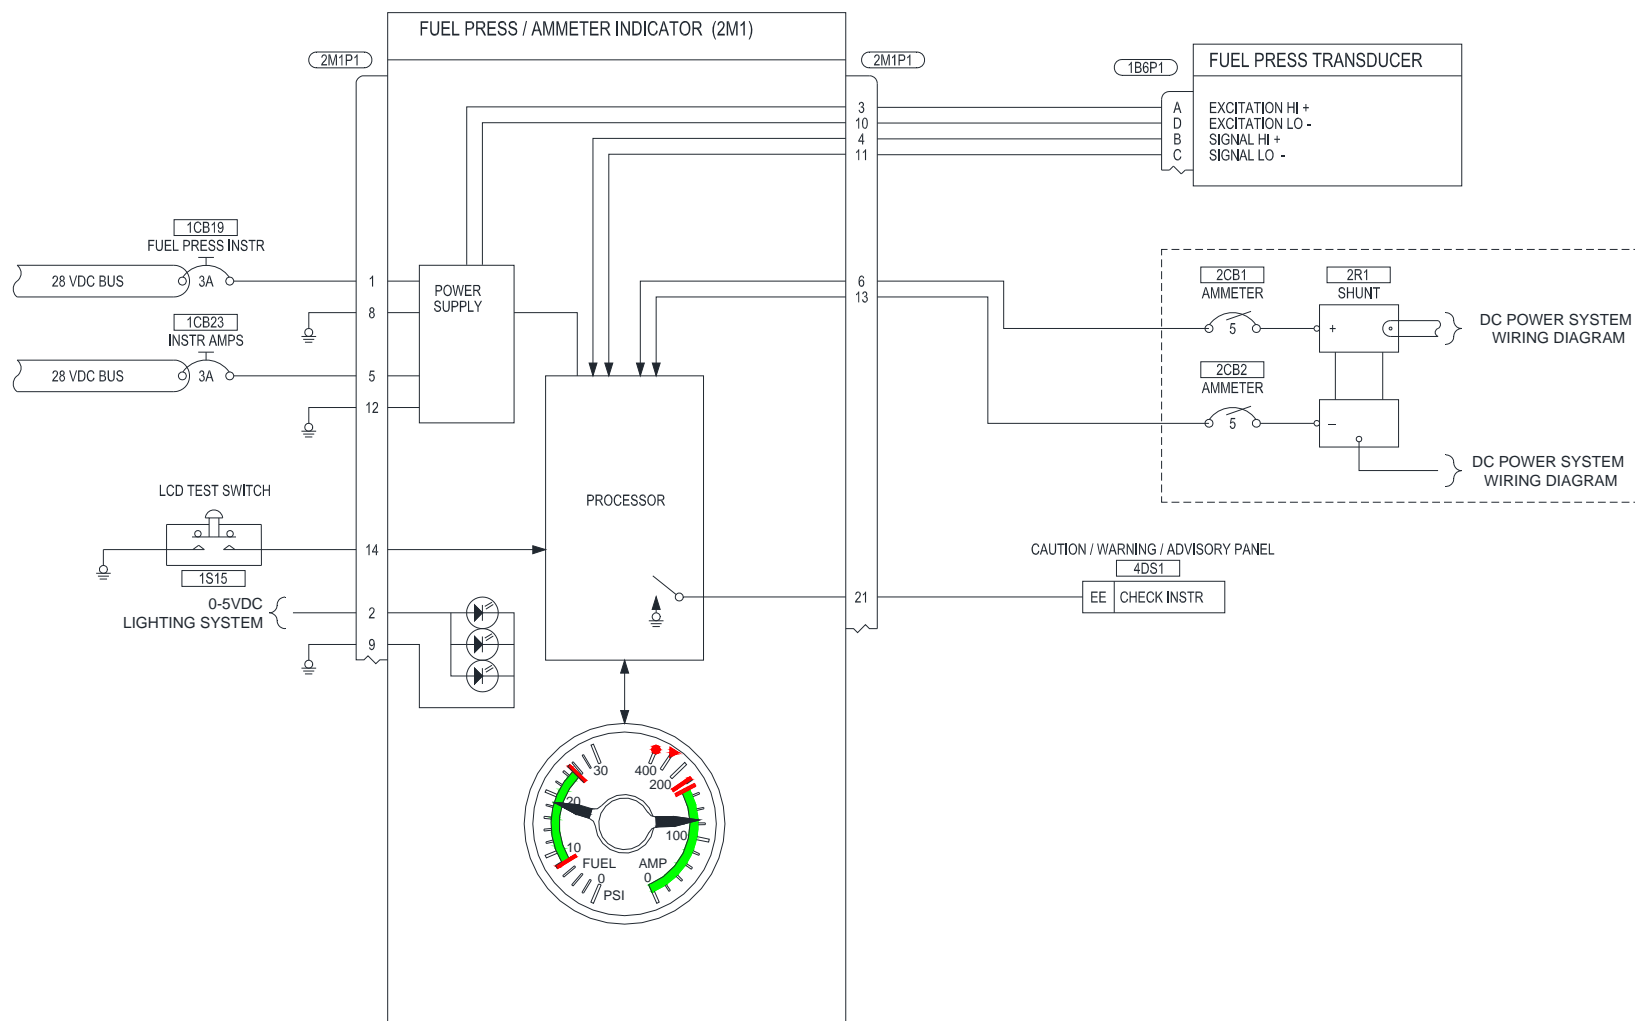 FUEL PRESS / AMMETER INDICATOR (2M1)
2M1P1
2M1P1
1B6P1
FUEL PRESS TRANSDUCER
3
10
4
11
A EXCITATION HI +
D EXCITATION LO -
B SIGNAL HI +
C SIGNAL LO -
1CB19
FUEL PRESS INSTR
28 VDC BUS
3A
1
8
1CB23
INSTR AMPS
28 VDC BUS
3A
5
12
POWER
SUPPLY
6
13
2CB1
AMMETER
5
2R1
SHUNT
+
DC POWER SYSTEM
WIRING DIAGRAM
2CB2
AMMETER
5
–
DC POWER SYSTEM
WIRING DIAGRAM
PROCESSOR
LCD TEST SWITCH
1S15
14
0-5VDC
LIGHTING SYSTEM
2
9
21
CAUTION / WARNING / ADVISORY PANEL
4DS1
EE CHECK INSTR
30
20
10
0
FUEL
PSI
400
200
100
0
AMP